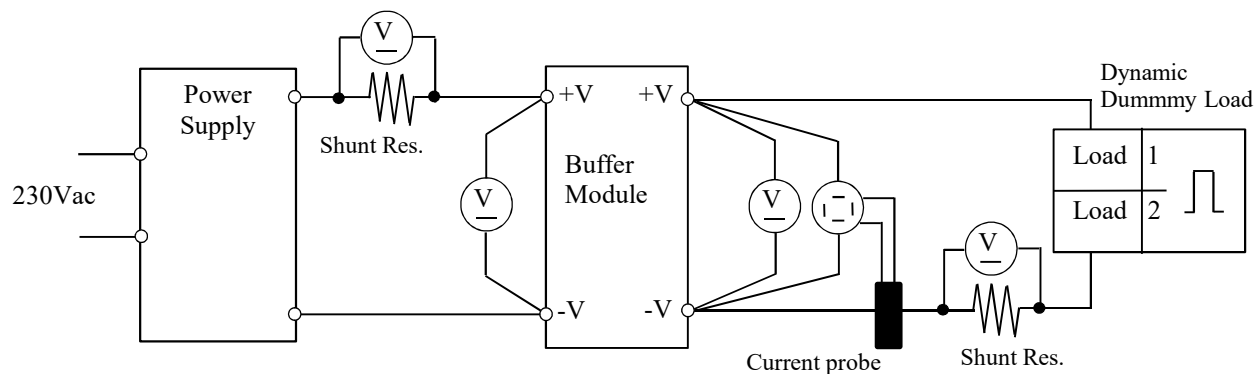 230Vac
Power
Supply
V
Shunt Res.
V
+V
-V
Buffer
Module
+V
-V
V
Current probe
V
Shunt Res.
Dynamic
Dummmy Load
Load 1
Load 2